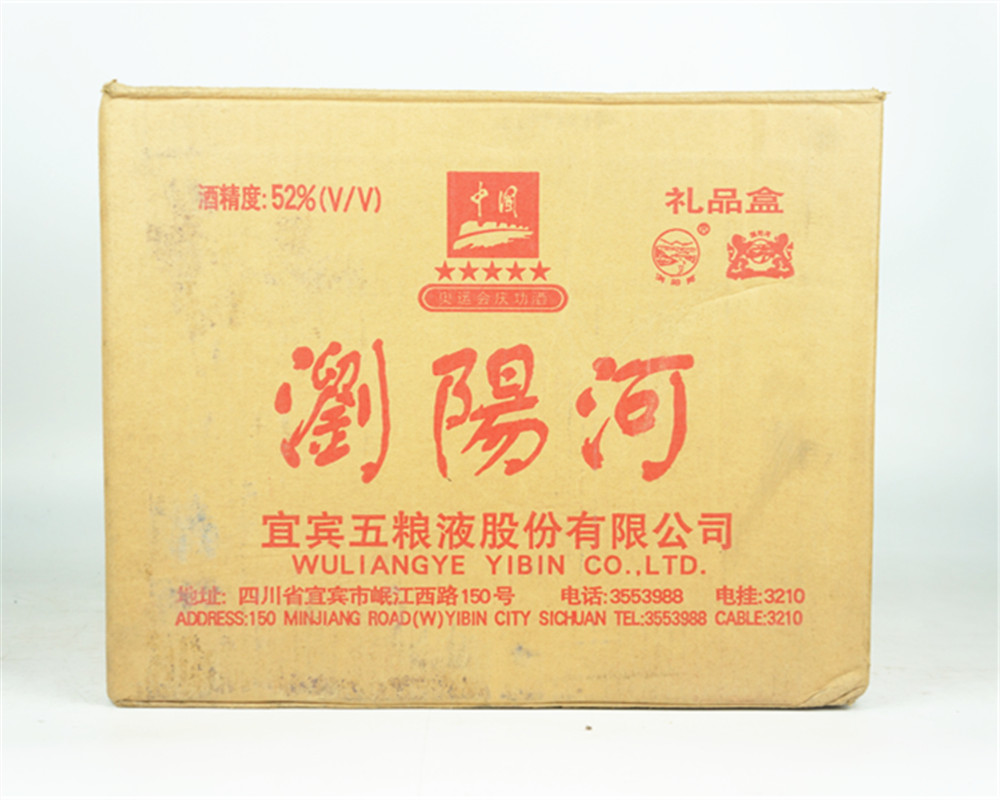 酒精度:52%(V/V)
中国
礼品盒
奥运会庆功酒
瀏陽河
宜宾五粮液股份有限公司
WULIANGYE YIBIN CO.,LTD.
地址: 四川省宜宾市岷江西路150号 电话:3553988 电挂:3210
ADDRESS:150 MINJIANG ROAD(W)YIBIN CITY SICHUAN TEL:3553988 CABLE:3210